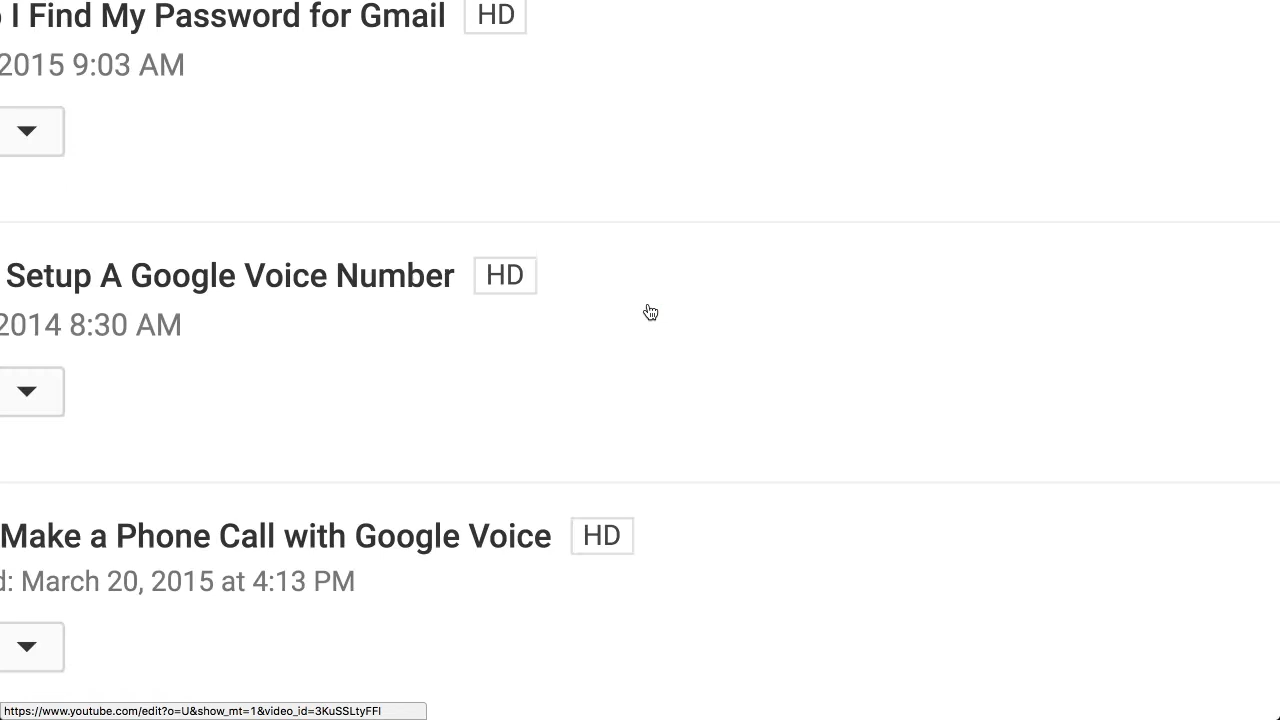 I Find My Password for Gmail HD
2015 9:03 AM
Setup A Google Voice Number HD
2014 8:30 AM
Make a Phone Call with Google Voice HD
d: March 20, 2015 at 4:13 PM
https://www.youtube.com/edit?o=U&show_mt=1&video_id=3KuSSLtyFFI